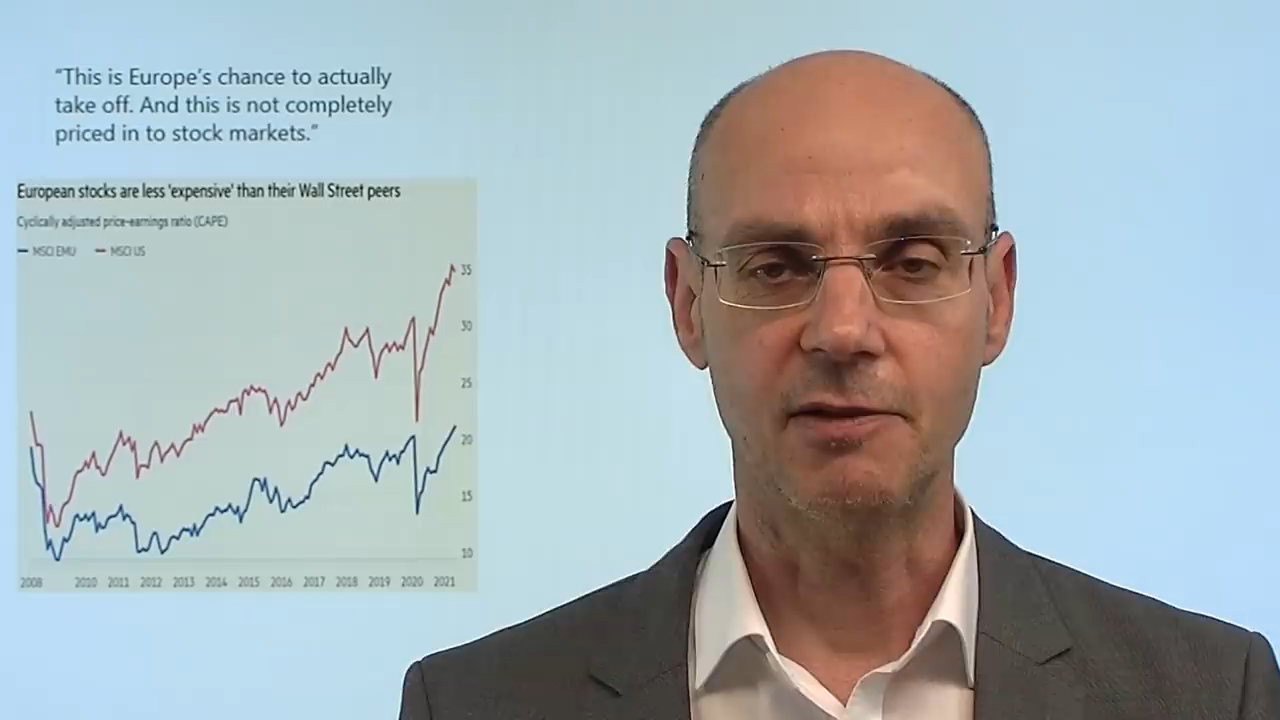 “This is Europe’s chance to actually
take off. And this is not completely
priced in to stock markets.”
European stocks are less 'expensive' than their Wall Street peers
Cyclically adjusted price-earnings ratio (CAPE)
MSCI EMU MSCI US
35
30
25
20
15
10
2008 2010 2011 2012 2013 2014 2015 2016 2017 2018 2019 2020 2021